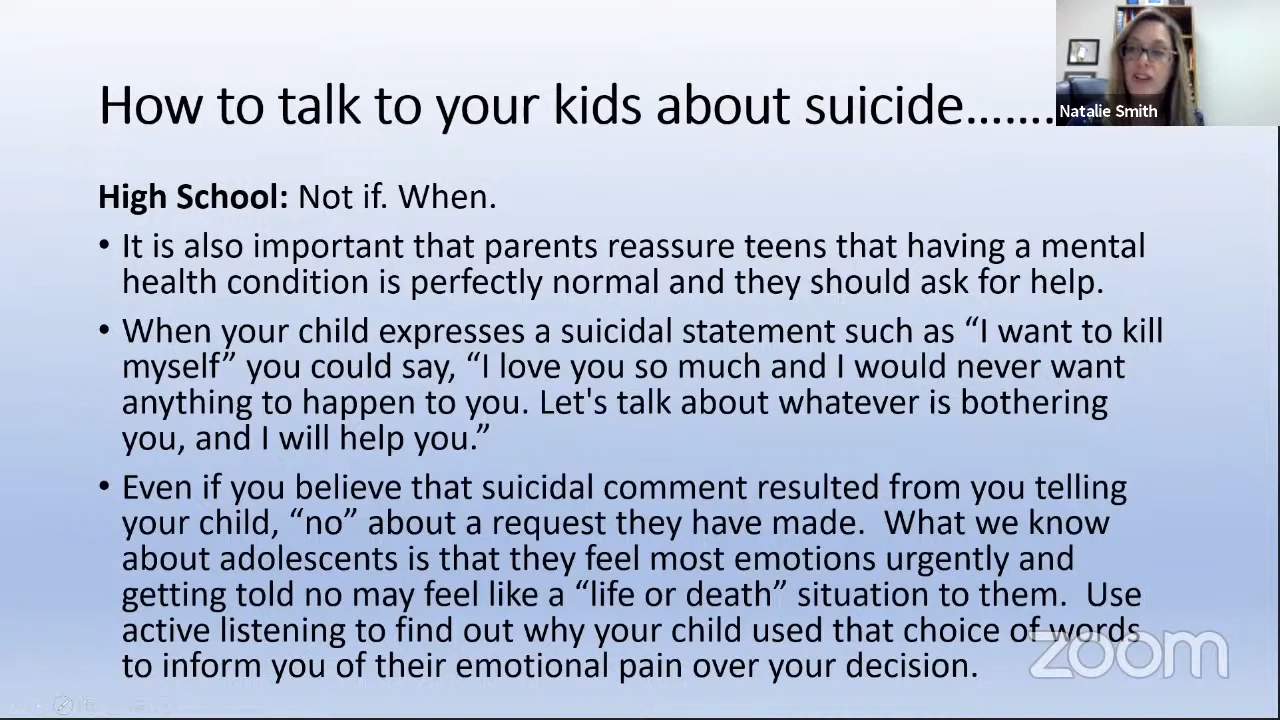 How to talk to your kids about suicide.......
Natalie Smith
High School: Not if. When.
• It is also important that parents reassure teens that having a mental
health condition is perfectly normal and they should ask for help.
• When your child expresses a suicidal statement such as “I want to kill
myself” you could say, “I love you so much and I would never want
anything to happen to you. Let's talk about whatever is bothering
you, and I will help you.”
• Even if you believe that suicidal comment resulted from you telling
your child, “no” about a request they have made.  What we know
about adolescents is that they feel most emotions urgently and
getting told no may feel like a “life or death” situation to them.  Use
active listening to find out why your child used that choice of words
to inform you of their emotional pain over your decision.
zoom